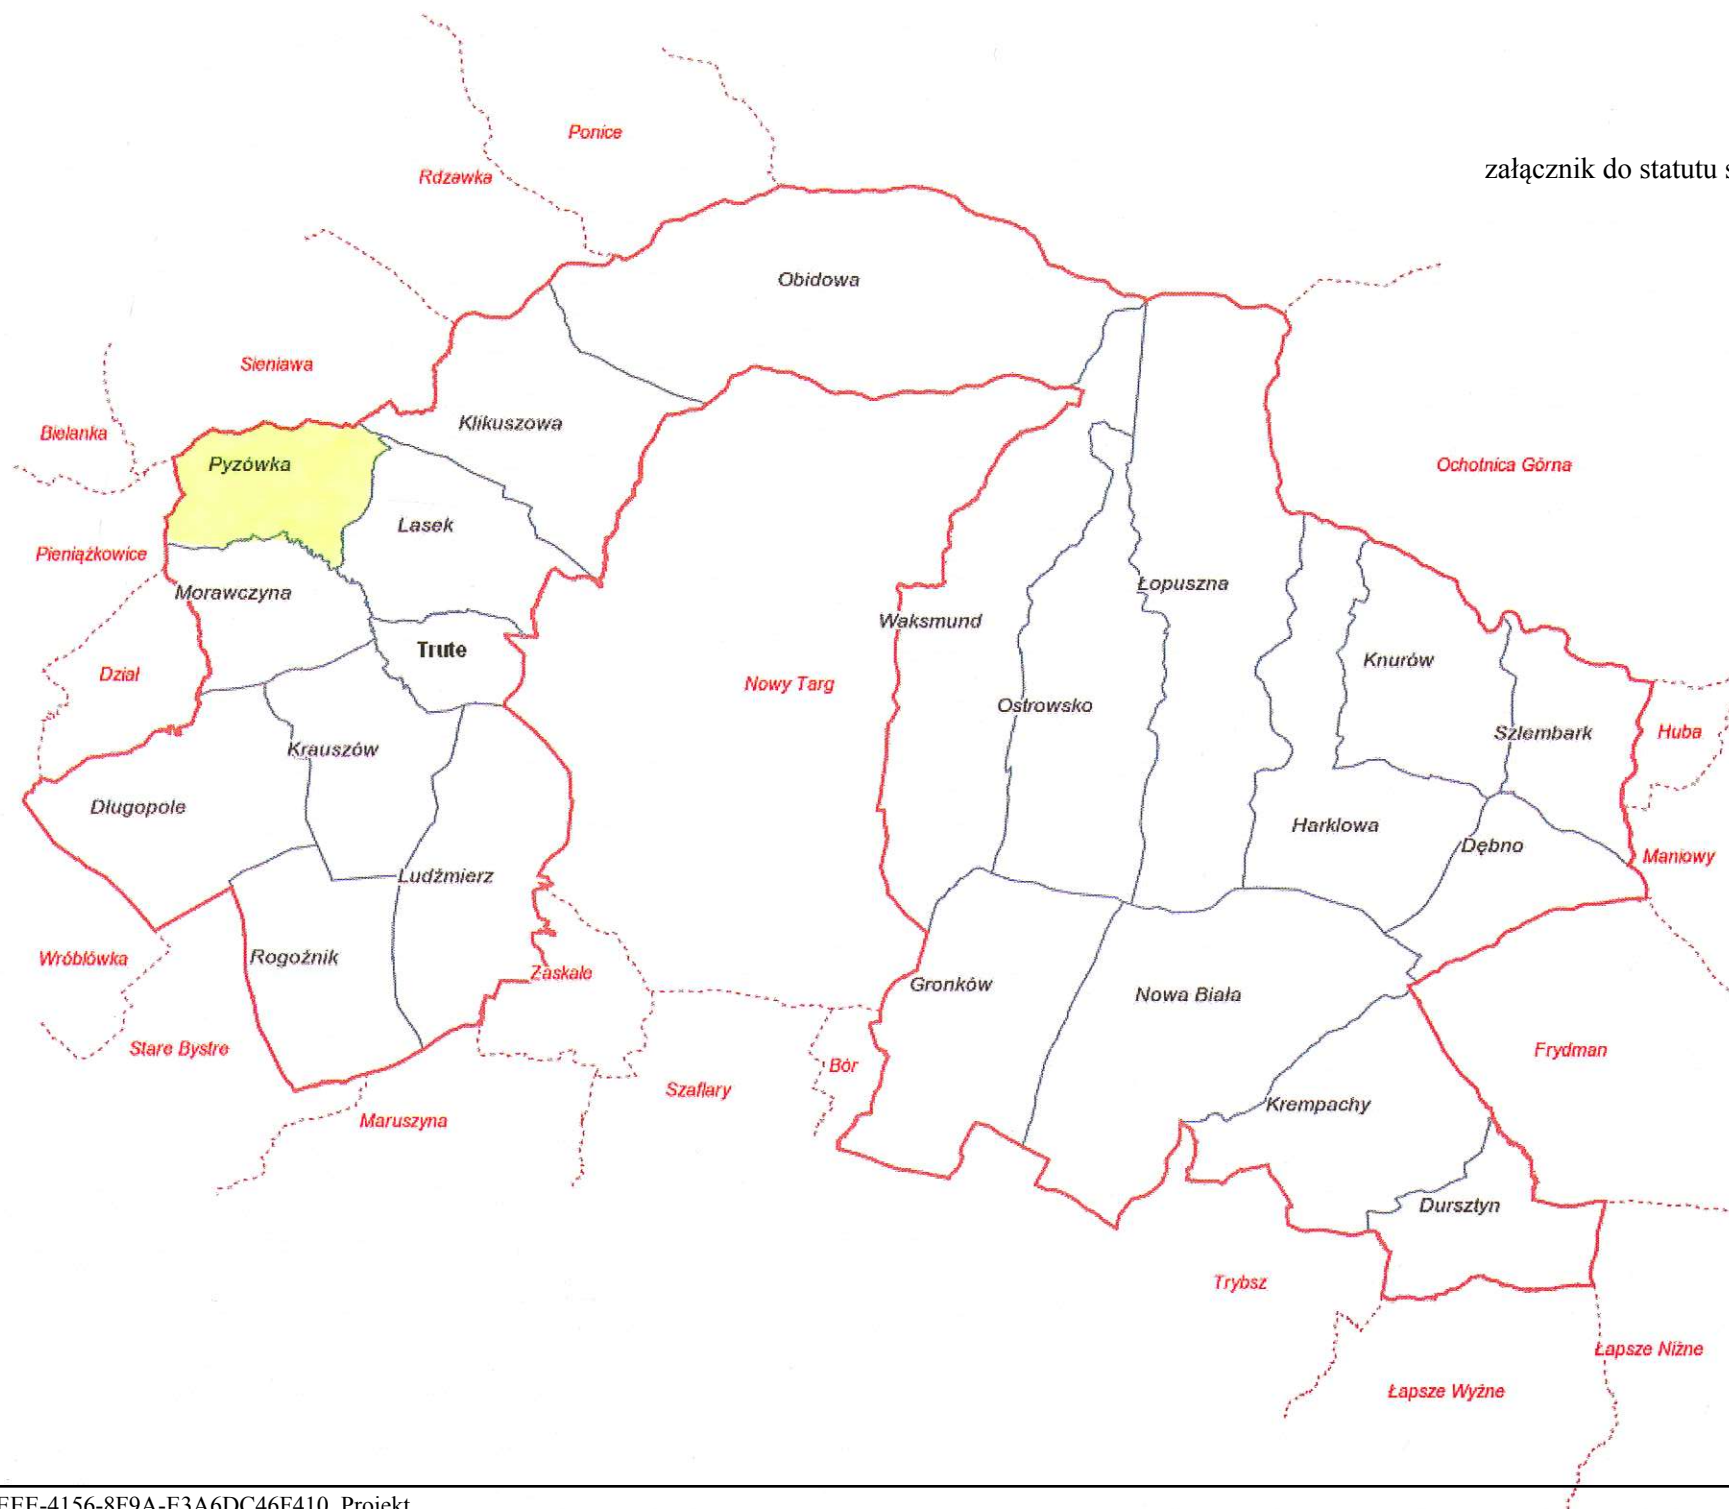 Ponice
załącznik do statutu s
Rdzawka
Obidowa
Sieniawa
Klikuszowa
Bielanka
Pyzówka
Ochotnica Górna
Lasek
Pieniążkowice
Morawczyna
Łopuszna
Waksmund
Trute
Knurów
Dział
Nowy Targ
Ostrowsko
Szlembark
Huba
Krauszów
Długopole
Harklowa
Dębno
Maniowy
Ludźmierz
Wróblówka
Rogoźnik
Zaskale
Gronków
Nowa Biała
Stare Bystre
Frydman
Bór
Szaflary
Krempachy
Maruszyna
Dursztyn
Trybsz
Łapsze Niżne
Łapsze Wyżne
EEE-4156-8F9A-F3A6DC46F410. Projekt